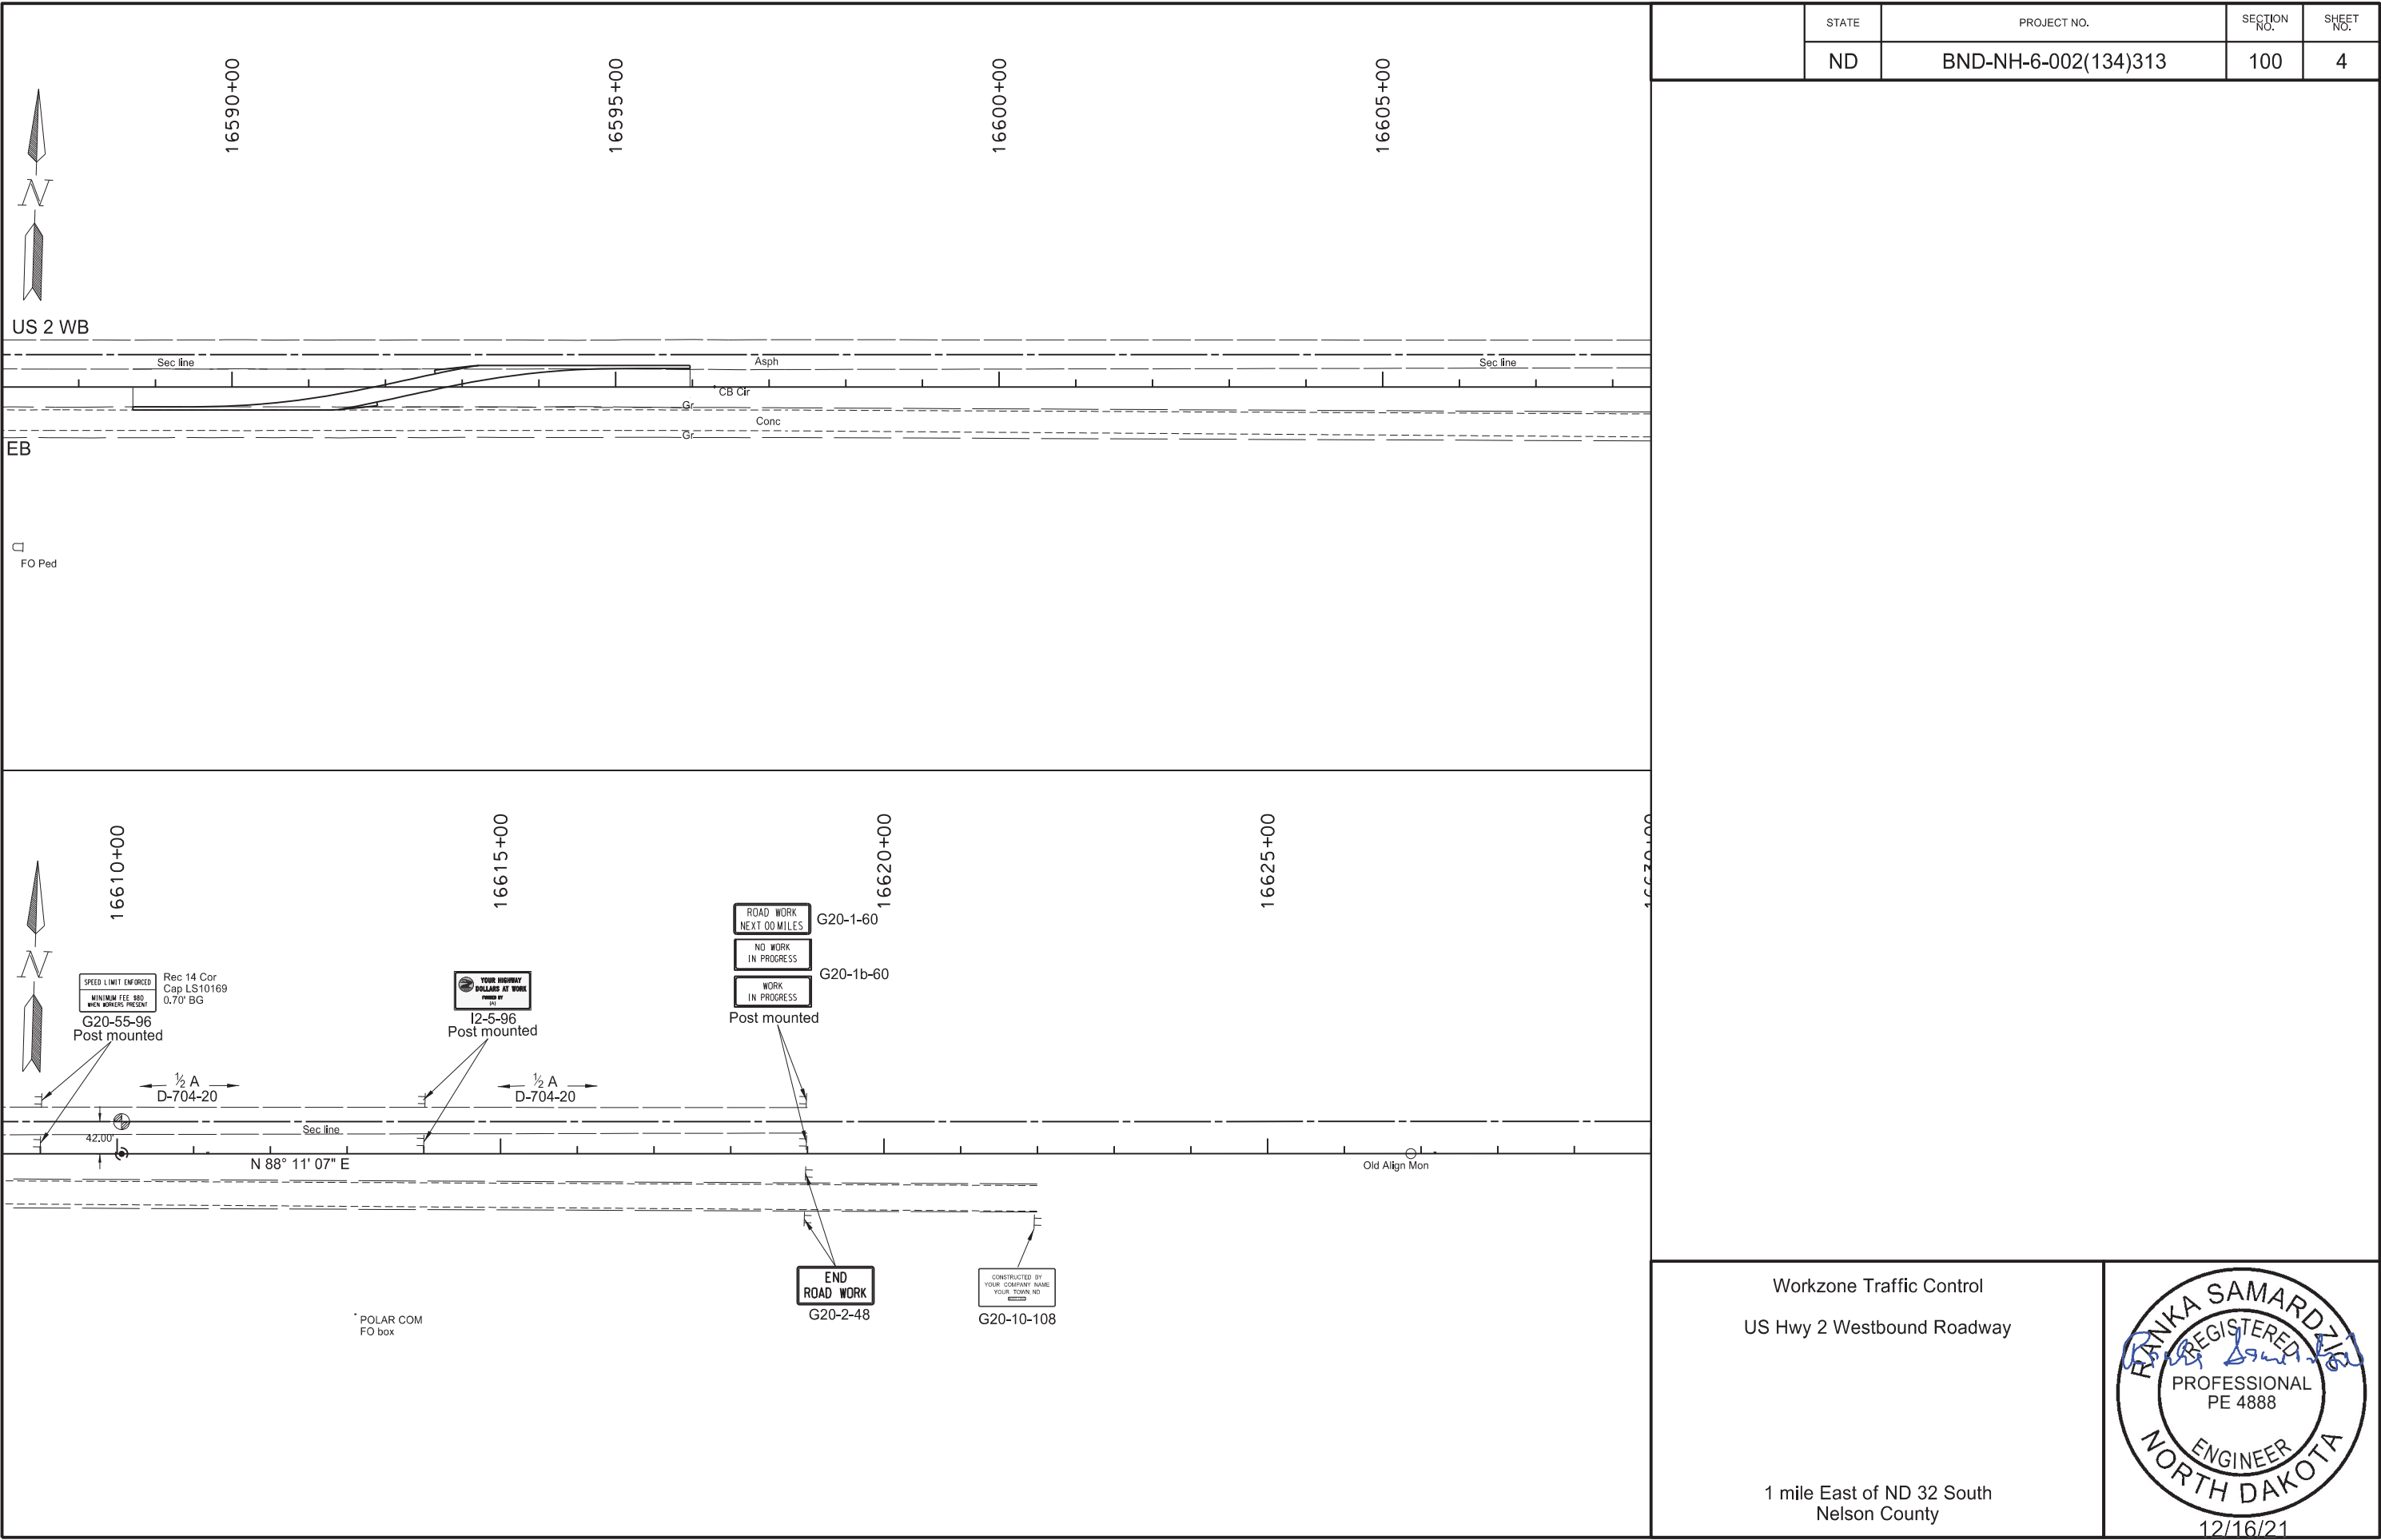 STATE
PROJECT NO.
SECTION NO.
SHEET NO.
ND
BND-NH-6-002(134)313
100
4
16590+00
16595+00
16600+00
16605+00
N
US 2 WB
Sec line
Asph
Sec line
CB Cir
Gr
Conc
Gr
EB
FO Ped
16610+00
16615+00
16620+00
16625+00
N
SPEED LIMIT ENFORCED
MINIMUM FEE $80
WHEN WORKERS PRESENT
Rec 14 Cor
Cap LS10169
0.70' BG
G20-55-96
Post mounted
YOUR HIGHWAY
DOLLARS AT WORK
FUNDED BY
(A)
I2-5-96
Post mounted
ROAD WORK
NEXT 00 MILES
G20-1-60
NO WORK
IN PROGRESS
G20-1b-60
WORK
IN PROGRESS
Post mounted
½ A
D-704-20
½ A
D-704-20
Sec line
42.00'
N 88° 11' 07" E
Old Align Mon
END
ROAD WORK
G20-2-48
CONSTRUCTED BY
YOUR COMPANY NAME
YOUR TOWN, ND
G20-10-108
POLAR COM
FO box
Workzone Traffic Control
US Hwy 2 Westbound Roadway
1 mile East of ND 32 South
Nelson County
RANKA SAMARDZIC
REGISTERED
PROFESSIONAL
PE 4888
ENGINEER
NORTH DAKOTA
12/16/21